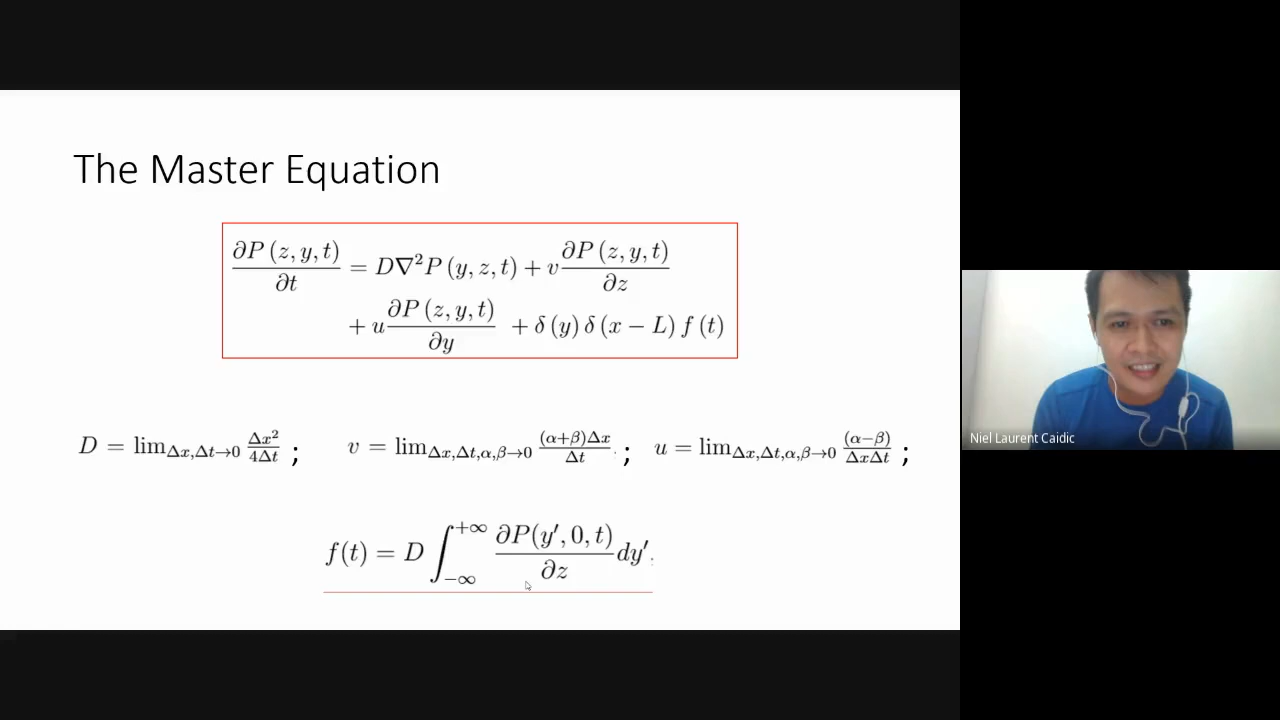 The Master Equation
∂P (z, y, t) / ∂t = D∇²P (y, z, t) + v ∂P (z, y, t) / ∂z
+ u ∂P (z, y, t) / ∂y + δ (y) δ (x − L) f (t)
D = lim_{Δx,Δt→0} Δx² / 4Δt ; v = lim_{Δx,Δt,α,β→0} (α+β)Δx / Δt ; u = lim_{Δx,Δt,α,β→0} (α−β) / ΔxΔt ;
f(t) = D ∫_{−∞}^{+∞} ∂P(y′, 0, t) / ∂z dy′.
Niel Laurent Caidic